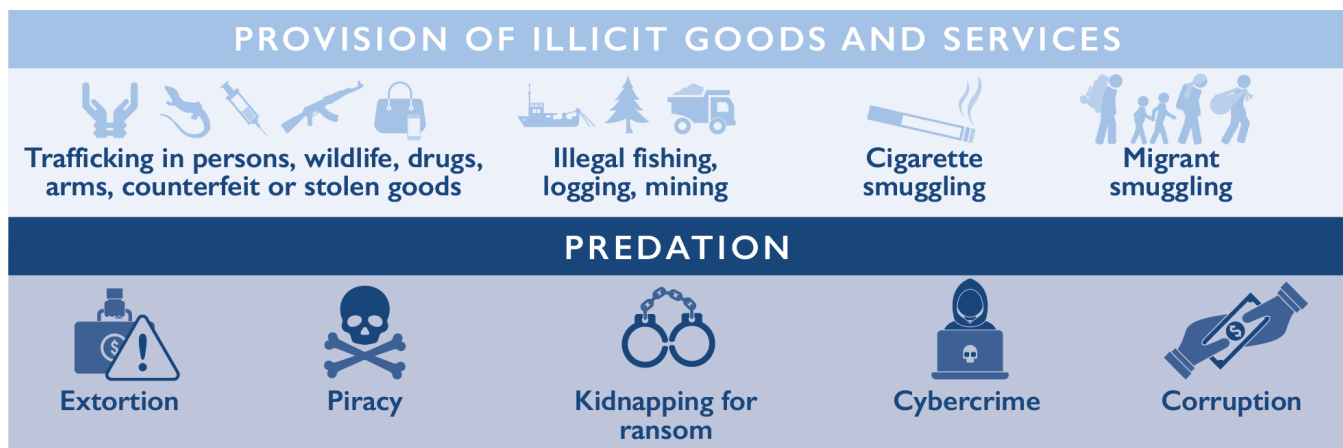 PROVISION OF ILLICIT GOODS AND SERVICES
Trafficking in persons, wildlife, drugs,
arms, counterfeit or stolen goods
Illegal fishing,
logging, mining
Cigarette
smuggling
Migrant
smuggling
PREDATION
$
!
Extortion
Piracy
Kidnapping for
ransom
Cybercrime
$
Corruption